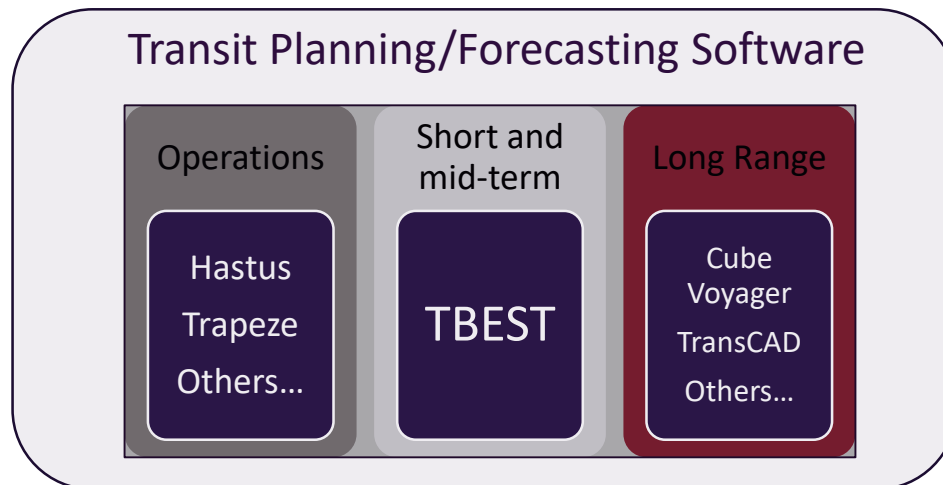 Transit Planning/Forecasting Software
Operations
Hastus
Trapeze
Others…
Short and
mid-term
TBEST
Long Range
Cube
Voyager
TransCAD
Others…